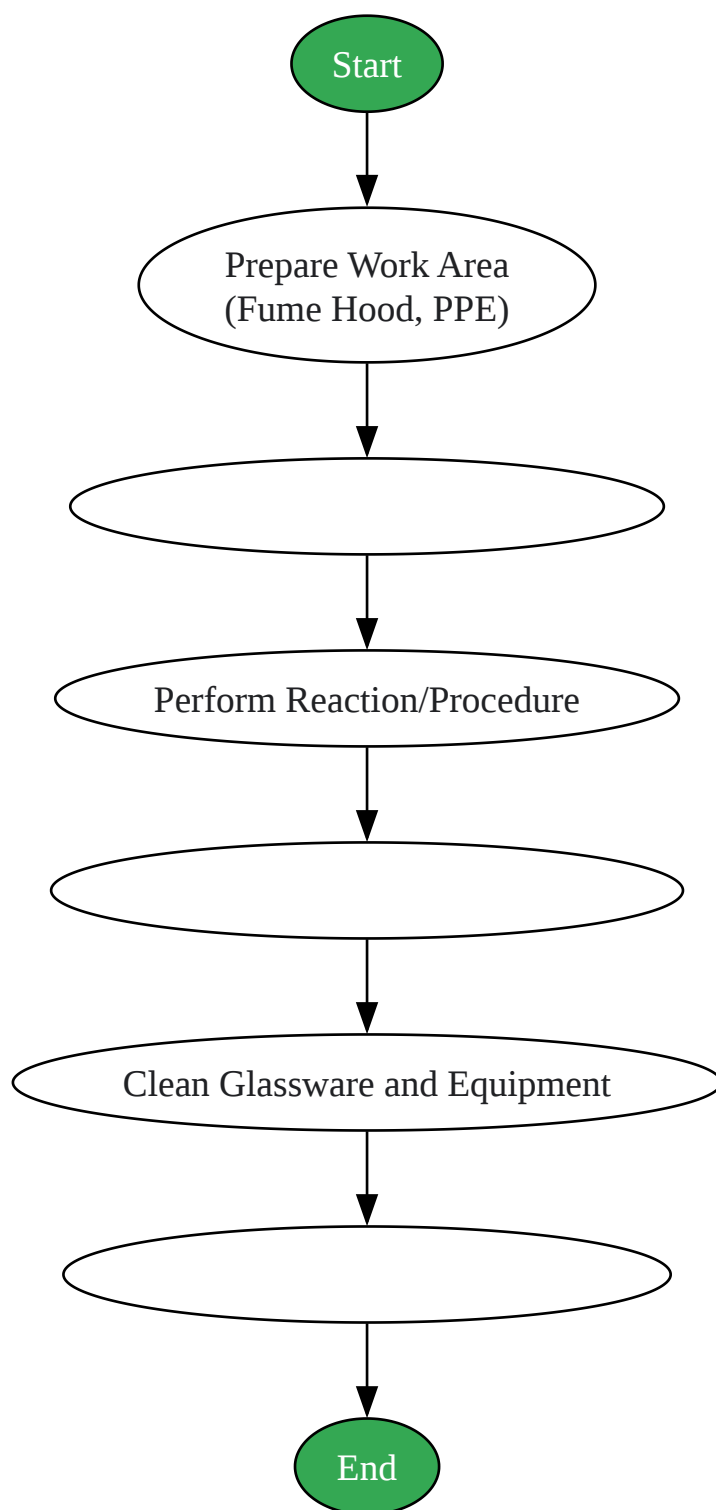 Start
Prepare Work Area
(Fume Hood, PPE)
Perform Reaction/Procedure
Clean Glassware and Equipment
End